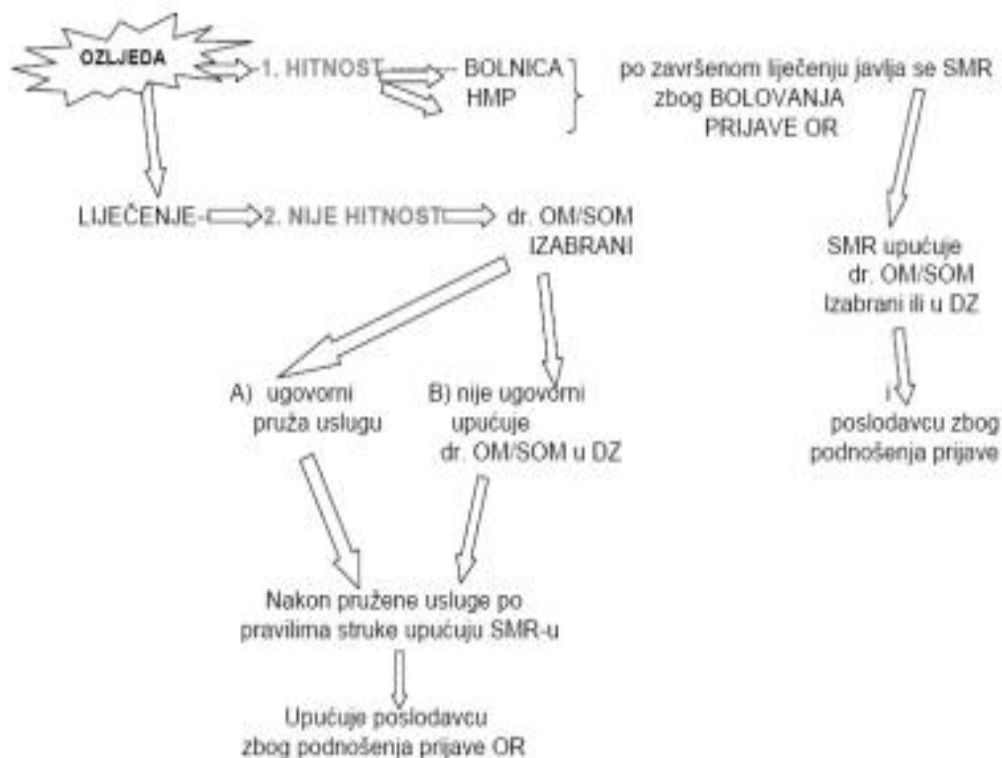 OZLJEDA
1. HITNOST
BOLNICA
HMP
po završenom liječenju javlja se SMR
zbog BOLOVANJA
PRIJAVE OR
LIJEČENJE
2. NIJE HITNOST
dr. OM/SOM
IZABRANI
SMR upućuje
dr. OM/SOM
Izabrani ili u DZ
A) ugovorni
pruža uslugu
B) nije ugovorni
upućuje
dr. OM/SOM u DZ
i
poslodavcu zbog
podnošenja prijave
Nakon pružene usluge po
pravilima struke upućuju SMR-u
Upućuje poslodavcu
zbog podnošenja prijave OR